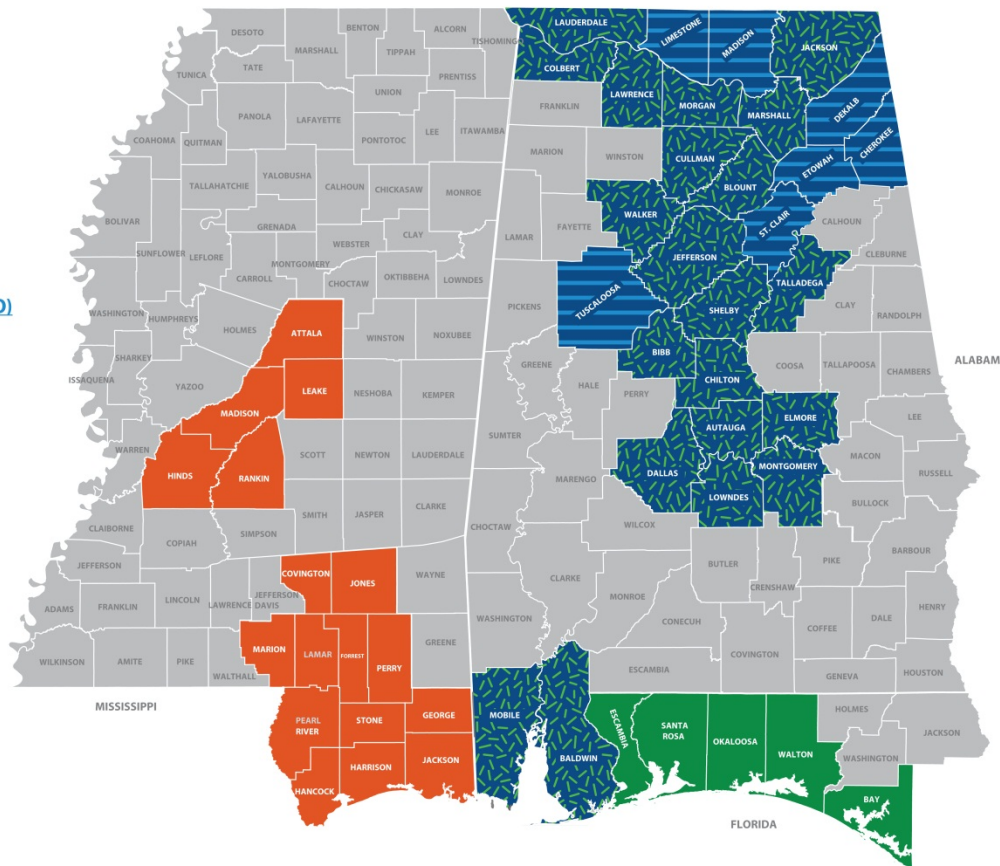 DESOTO
BENTON
ALCORN
TISHOMINGO
MARSHALL
TIPPAH
TUNICA
TATE
PRENTISS
UNION
PANOLA
LAFAYETTE
COAHOMA
QUITMAN
PONTOTOC
LEE
ITAWAMBA
TALLAHATCHIE
YALOBUSHA
CALHOUN
CHICKASAW
MONROE
BOLIVAR
GRENADA
CLAY
SUNFLOWER
LEFLORE
MONTGOMERY
WEBSTER
CARROLL
CHOCTAW
OKTIBBEHA
LOWNDES
D)
WASHINGTON
HUMPHREYS
HOLMES
ATTALA
WINSTON
NOXUBEE
SHARKEY
ISSAQUENA
YAZOO
LEAKE
NESHOBA
KEMPER
MADISON
WARREN
HINDS
RANKIN
SCOTT
NEWTON
LAUDERDALE
CLAIBORNE
COPIAH
SIMPSON
SMITH
JASPER
CLARKE
JEFFERSON
COVINGTON
JONES
WAYNE
ADAMS
FRANKLIN
LINCOLN
LAWRENCE
JEFFERSON
DAVIS
WILKINSON
AMITE
PIKE
WALTHALL
MARION
LAMAR
FORREST
PERRY
GREENE
MISSISSIPPI
PEARL
RIVER
STONE
GEORGE
HANCOCK
HARRISON
JACKSON
LAUDERDALE
LIMESTONE
MADISON
JACKSON
COLBERT
FRANKLIN
LAWRENCE
MORGAN
MARSHALL
DEKALB
MARION
WINSTON
CULLMAN
CHEROKEE
ETOWAH
BLOUNT
LAMAR
FAYETTE
WALKER
ST. CLAIR
CALHOUN
CLEBURNE
JEFFERSON
PICKENS
TUSCALOOSA
SHELBY
TALLADEGA
CLAY
RANDOLPH
GREENE
HALE
BIBB
PERRY
CHILTON
COOSA
TALLAPOOSA
CHAMBERS
ALABAM
SUMTER
AUTAUGA
ELMORE
LEE
MARENGO
DALLAS
LOWNDES
MONTGOMERY
MACON
RUSSELL
BULLOCK
CHOCTAW
WILCOX
BUTLER
CRENSHAW
PIKE
BARBOUR
CLARKE
MONROE
CONECUH
COVINGTON
COFFEE
DALE
HENRY
WASHINGTON
ESCAMBIA
GENEVA
HOUSTON
MOBILE
BALDWIN
ESCAMBIA
SANTA
ROSA
OKALOOSA
WALTON
HOLMES
WASHINGTON
JACKSON
BAY
FLORIDA